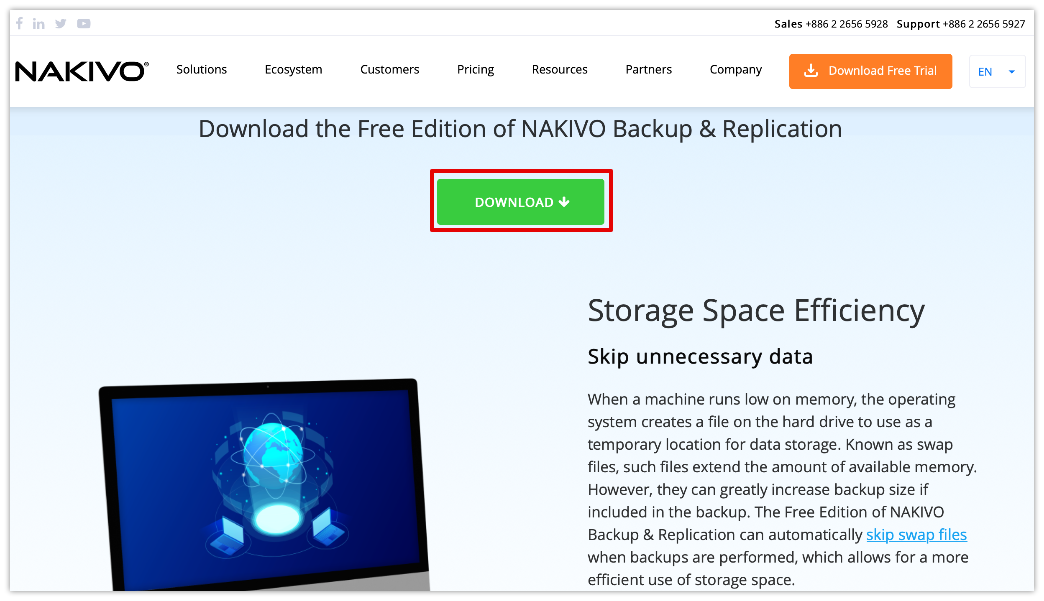 Sales +886 2 2656 5928 Support +886 2 2656 5927
NAKIVO® Solutions Ecosystem Customers Pricing Resources Partners Company Download Free Trial EN
Download the Free Edition of NAKIVO Backup & Replication
DOWNLOAD
Storage Space Efficiency
Skip unnecessary data
When a machine runs low on memory, the operating
system creates a file on the hard drive to use as a
temporary location for data storage. Known as swap
files, such files extend the amount of available memory.
However, they can greatly increase backup size if
included in the backup. The Free Edition of NAKIVO
Backup & Replication can automatically skip swap files
when backups are performed, which allows for a more
efficient use of storage space.